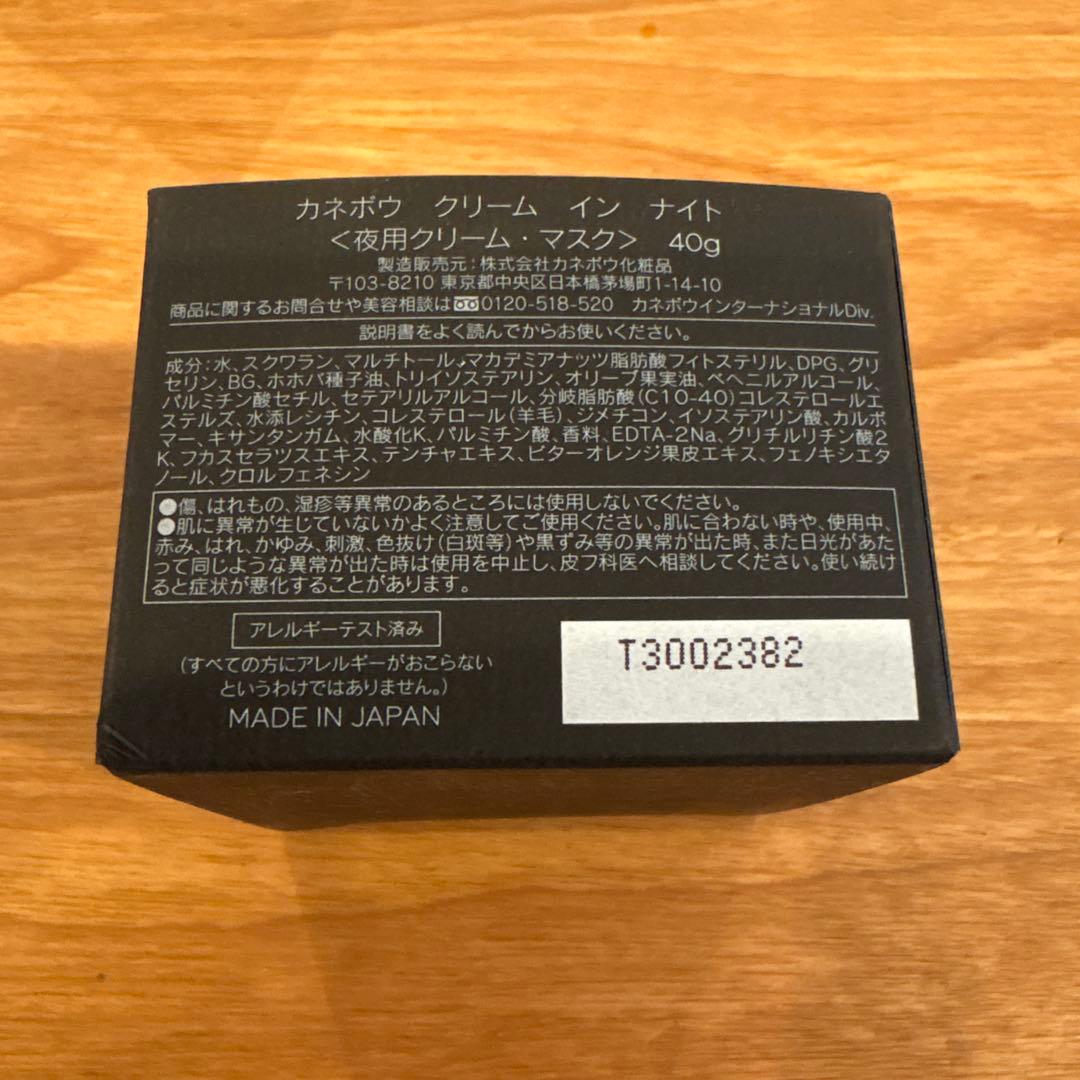 カネボウ クリーム イン ナイト
<夜用クリーム・マスク> 40g
製造販売元:株式会社カネボウ化粧品
〒103-8210 東京都中央区日本橋茅場町1-14-10
商品に関するお問合せや美容相談は 0120-518-520 カネボウインターナショナルDiv.
説明書をよく読んでからお使いください。
成分:水、スクワラン、マルチトール、マカデミアナッツ脂肪酸フィトステリル、DPG、グリ
セリン、BG、ホホバ種子油、トリイソステアリン、オリーブ果実油、ベヘニルアルコール、
パルミチン酸セチル、セテアリルアルコール、分岐脂肪酸(C10-40)コレステロールエ
ステルズ、水添レシチン、コレステロール(羊毛)、ジメチコン、イソステアリン酸、カルボ
マー、キサンタンガム、水酸化K、パルミチン酸、香料、EDTA-2Na、グリチルリチン酸2
K、フカスセラツスエキス、テンチャエキス、ビターオレンジ果皮エキス、フェノキシエタ
ノール、クロルフェネシン
●傷、はれもの、湿疹等異常のあるところには使用しないでください。
●肌に異常が生じていないかよく注意してご使用ください。肌に合わない時や、使用中、
赤み、はれ、かゆみ、刺激、色抜け(白斑等)や黒ずみ等の異常が出た時、また日光があた
って同じような異常が出た時は使用を中止し、皮フ科医へ相談してください。使い続け
ると症状が悪化することがあります。
アレルギーテスト済み
(すべての方にアレルギーがおこらない
というわけではありません。)
MADE IN JAPAN
T3002382